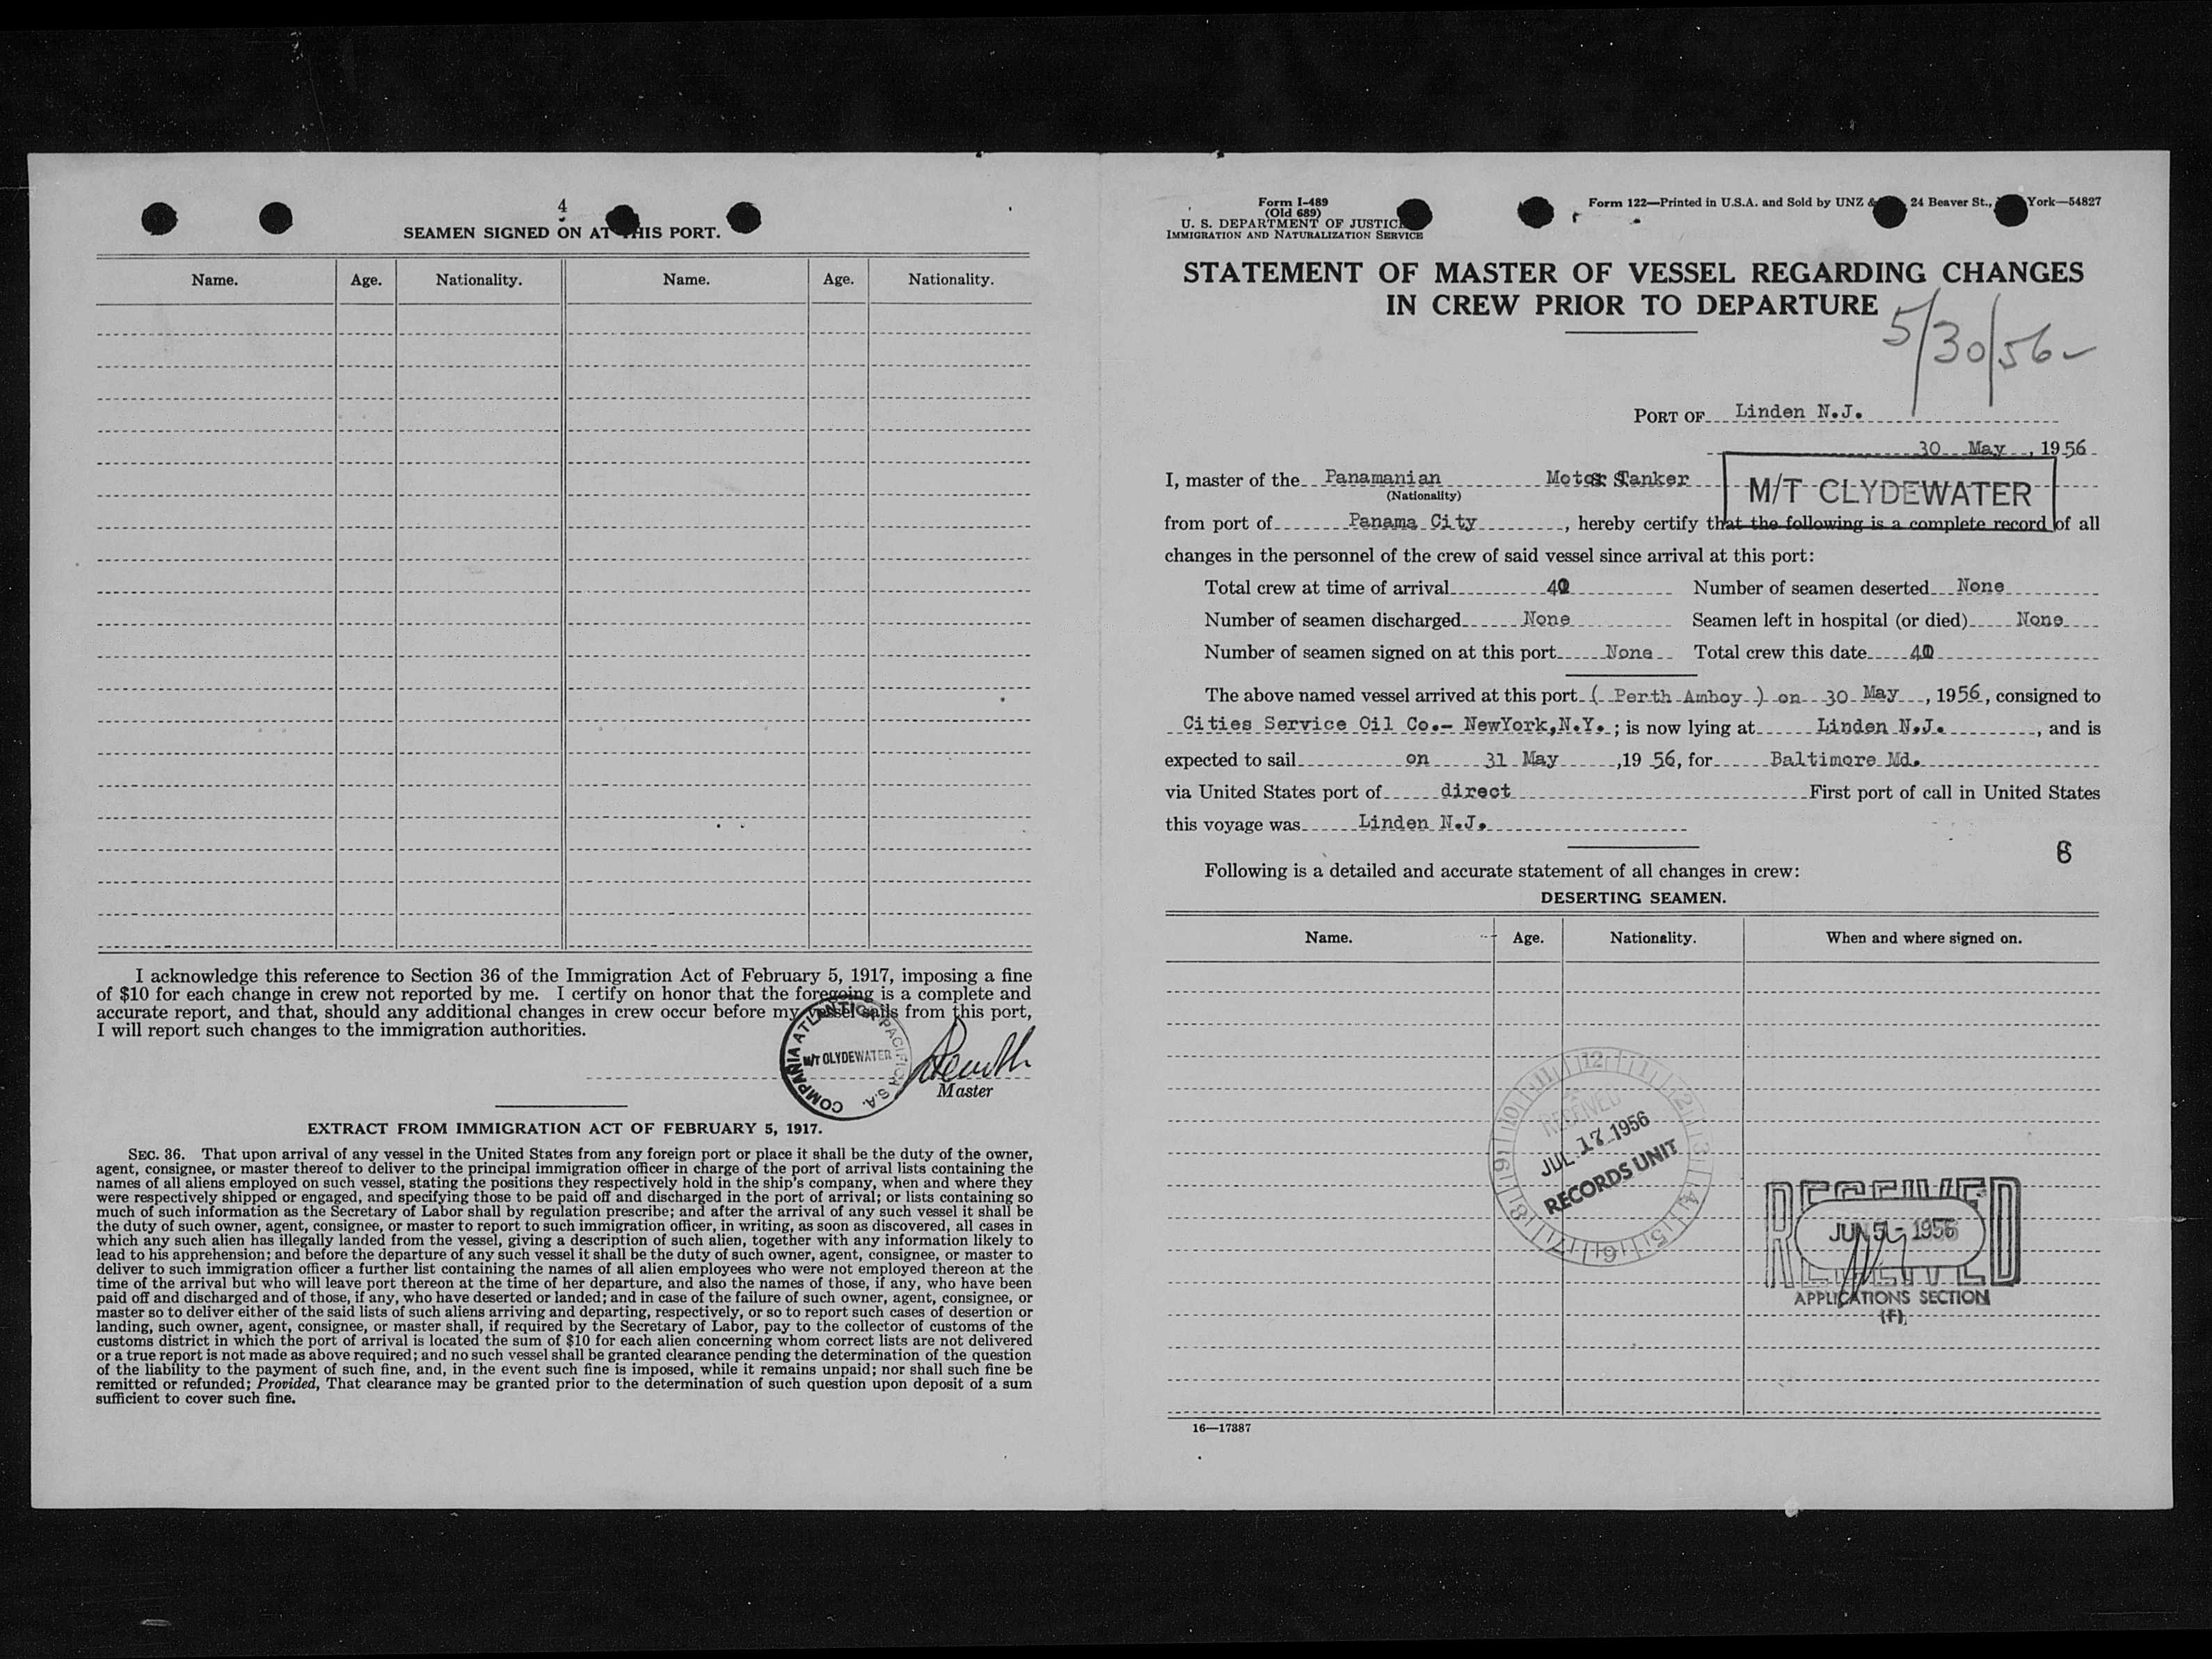 4
SEAMEN SIGNED ON AT THIS PORT.
Name. Age. Nationality. Name. Age. Nationality.
I acknowledge this reference to Section 36 of the Immigration Act of February 5, 1917, imposing a fine
of $10 for each change in crew not reported by me. I certify on honor that the foregoing is a complete and
accurate report, and that, should any additional changes in crew occur before my vessel sails from this port,
I will report such changes to the immigration authorities.
COMPANIA ATLANTICA PACIFICA S.A.
M/T CLYDEWATER
Master
EXTRACT FROM IMMIGRATION ACT OF FEBRUARY 5, 1917.
SEC. 36. That upon arrival of any vessel in the United States from any foreign port or place it shall be the duty of the owner,
agent, consignee, or master thereof to deliver to the principal immigration officer in charge of the port of arrival lists containing the
names of all aliens employed on such vessel, stating the positions they respectively hold in the ship's company, when and where they
were respectively shipped or engaged, and specifying those to be paid off and discharged in the port of arrival; or lists containing so
much of such information as the Secretary of Labor shall by regulation prescribe; and after the arrival of any such vessel it shall be
the duty of such owner, agent, consignee, or master to report to such immigration officer, in writing, as soon as discovered, all cases in
which any such alien has illegally landed from the vessel, giving a description of such alien, together with any information likely to
lead to his apprehension; and before the departure of any such vessel it shall be the duty of such owner, agent, consignee, or master to
deliver to such immigration officer a further list containing the names of all alien employees who were not employed thereon at the
time of the arrival but who will leave port thereon at the time of her departure, and also the names of those, if any, who have been
paid off and discharged and of those, if any, who have deserted or landed; and in case of the failure of such owner, agent, consignee, or
master so to deliver either of the said lists of such aliens arriving and departing, respectively, or so to report such cases of desertion or
landing, such owner, agent, consignee, or master shall, if required by the Secretary of Labor, pay to the collector of customs of the
customs district in which the port of arrival is located the sum of $10 for each alien concerning whom correct lists are not delivered
or a true report is not made as above required; and no such vessel shall be granted clearance pending the determination of the question
of the liability to the payment of such fine, and, in the event such fine is imposed, while it remains unpaid; nor shall such fine be
remitted or refunded; Provided, That clearance may be granted prior to the determination of such question upon deposit of a sum
sufficient to cover such fine.
Form I-489
(Old 689)
U. S. DEPARTMENT OF JUSTICE
IMMIGRATION AND NATURALIZATION SERVICE
Form 122—Printed in U.S.A. and Sold by UNZ & 24 Beaver St., York—54827
STATEMENT OF MASTER OF VESSEL REGARDING CHANGES
IN CREW PRIOR TO DEPARTURE
5/30/56
PORT OF Linden N.J.
30 May, 1956
I, master of the Panamanian Motor Tanker M/T CLYDEWATER
(Nationality)
from port of Panama City, hereby certify that the following is a complete record of all
changes in the personnel of the crew of said vessel since arrival at this port:
Total crew at time of arrival 40 Number of seamen deserted None
Number of seamen discharged None Seamen left in hospital (or died) None
Number of seamen signed on at this port None Total crew this date 40
The above named vessel arrived at this port ( Perth Amboy ) on 30 May, 1956, consigned to
Cities Service Oil Co.- NewYork,N.Y. ; is now lying at Linden N.J., and is
expected to sail on 31 May, 19 56, for Baltimore Md.
via United States port of direct First port of call in United States
this voyage was Linden N.J.
6
Following is a detailed and accurate statement of all changes in crew:
DESERTING SEAMEN.
Name. Age. Nationality. When and where signed on.
12 1 2 3 4 5 6 7 8 9 10 11
RECEIVED
JUL 17 1956
RECORDS UNIT
RECEIVED
JUN 5 - 1956
APPLICATIONS SECTION
(F)
16—17387